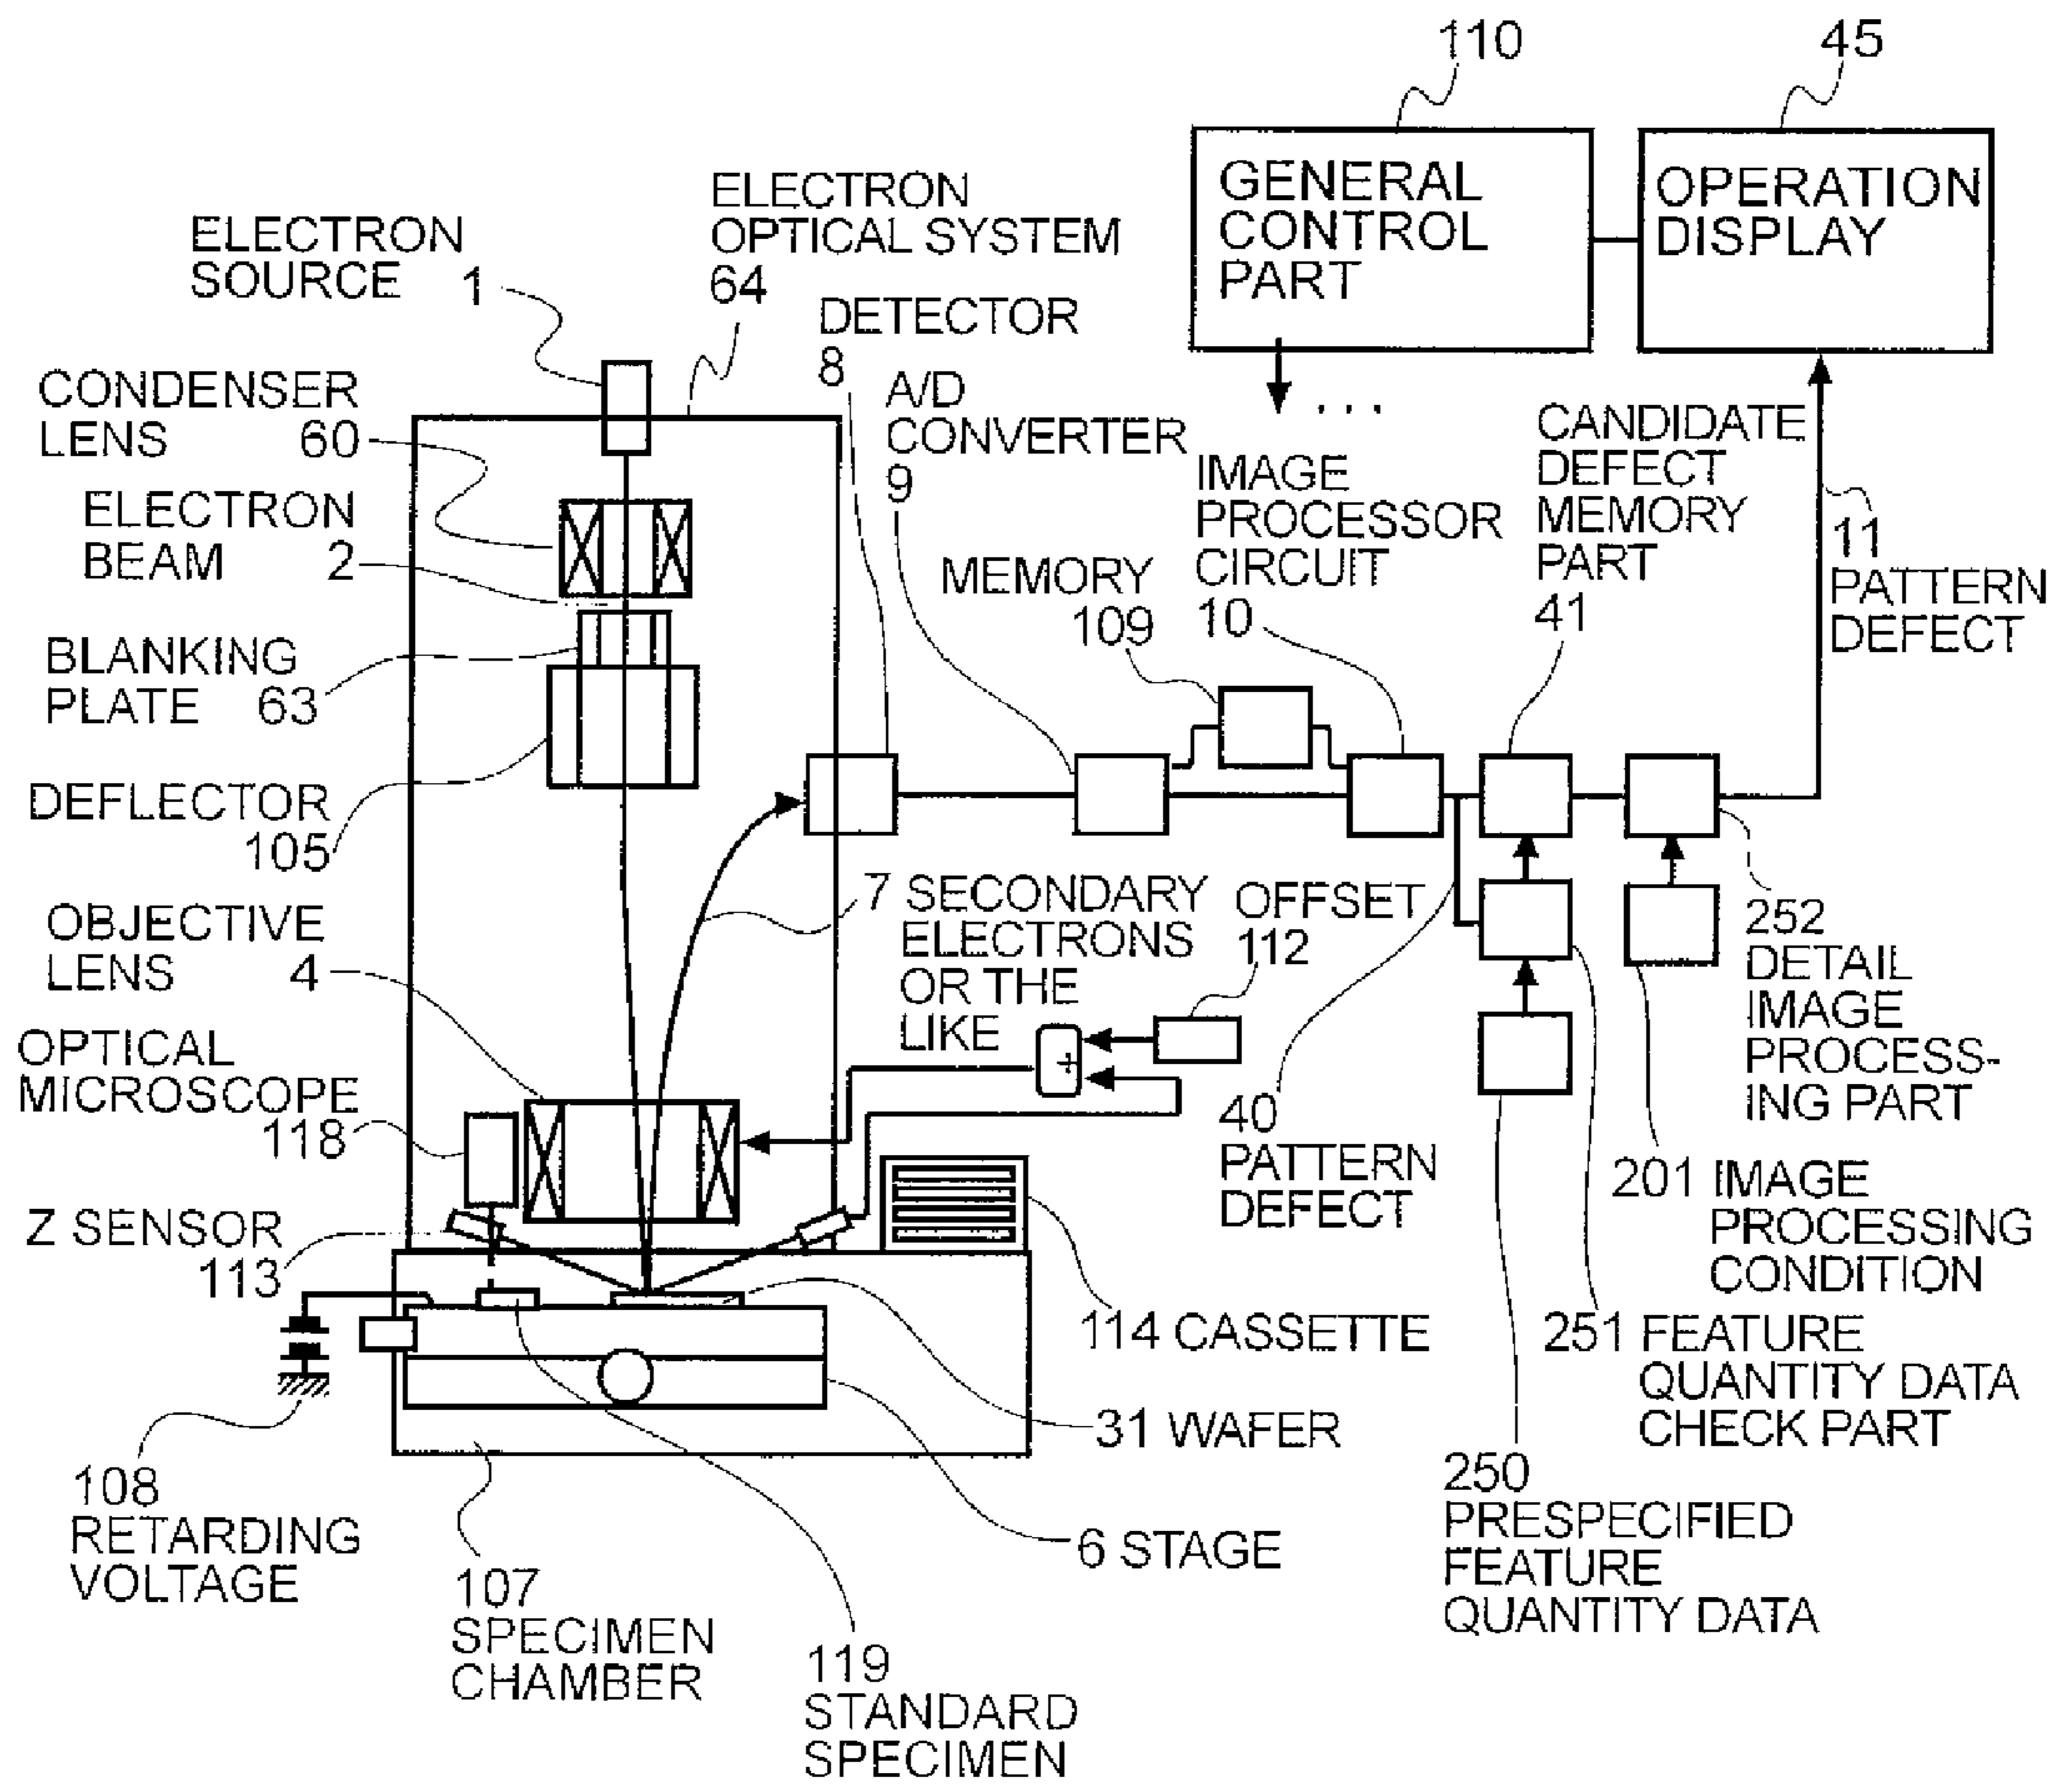 110
45
GENERAL
CONTROL
PART
OPERATION
DISPLAY
ELECTRON
OPTICAL SYSTEM
64
ELECTRON
SOURCE 1
DETECTOR
8
CONDENSER
LENS 60
A/D
CONVERTER
9
...
IMAGE
PROCESSOR
CIRCUIT
10
CANDIDATE
DEFECT
MEMORY
PART
41
11
PATTERN
DEFECT
ELECTRON
BEAM 2
MEMORY
109
BLANKING
PLATE 63
DEFLECTOR
105
7 SECONDARY
ELECTRONS
OR THE
LIKE
OFFSET
112
252
DETAIL
IMAGE
PROCESS-
ING PART
OBJECTIVE
LENS 4
OPTICAL
MICROSCOPE
118
+
40
PATTERN
DEFECT
201 IMAGE
PROCESSING
CONDITION
Z SENSOR
113
114 CASSETTE
251 FEATURE
QUANTITY DATA
CHECK PART
31 WAFER
108
RETARDING
VOLTAGE
250
PRESPECIFIED
FEATURE
QUANTITY DATA
6 STAGE
107
SPECIMEN
CHAMBER
119
STANDARD
SPECIMEN